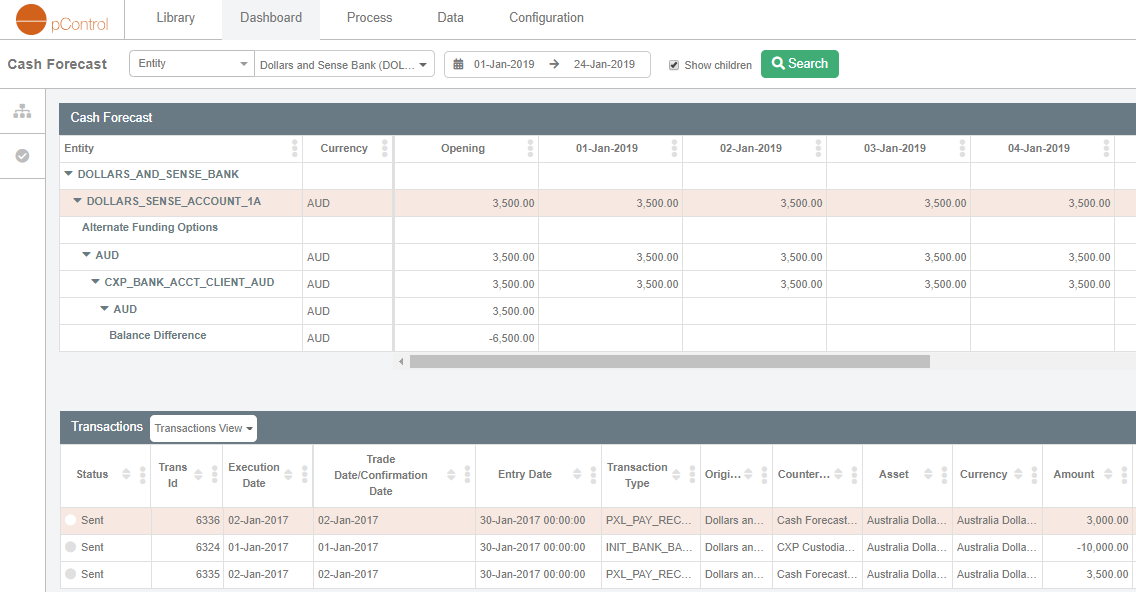 pControl
Library Dashboard Process Data Configuration
Cash Forecast Entity Dollars and Sense Bank (DOL... 01-Jan-2019 → 24-Jan-2019 Show children Search
Cash Forecast
Entity Currency Opening 01-Jan-2019 02-Jan-2019 03-Jan-2019 04-Jan-2019
DOLLARS_AND_SENSE_BANK
DOLLARS_SENSE_ACCOUNT_1A AUD 3,500.00 3,500.00 3,500.00 3,500.00 3,500.00
Alternate Funding Options
AUD AUD 3,500.00 3,500.00 3,500.00 3,500.00 3,500.00
CXP_BANK_ACCT_CLIENT_AUD AUD 3,500.00 3,500.00 3,500.00 3,500.00 3,500.00
AUD AUD 3,500.00
Balance Difference AUD -6,500.00
Transactions Transactions View
Status Trans Id Execution Date Trade Date/Confirmation Date Entry Date Transaction Type Origi... Counter... Asset Currency Amount
Sent 6336 02-Jan-2017 02-Jan-2017 30-Jan-2017 00:00:00 PXL_PAY_REC... Dollars an... Cash Forecast... Australia Dolla... Australia Dolla... 3,000.00
Sent 6324 01-Jan-2017 01-Jan-2017 30-Jan-2017 00:00:00 INIT_BANK_BA... Dollars an... CXP Custodia... Australia Dolla... Australia Dolla... -10,000.00
Sent 6335 02-Jan-2017 02-Jan-2017 30-Jan-2017 00:00:00 PXL_PAY_REC... Dollars an... Cash Forecast... Australia Dolla... Australia Dolla... 3,500.00